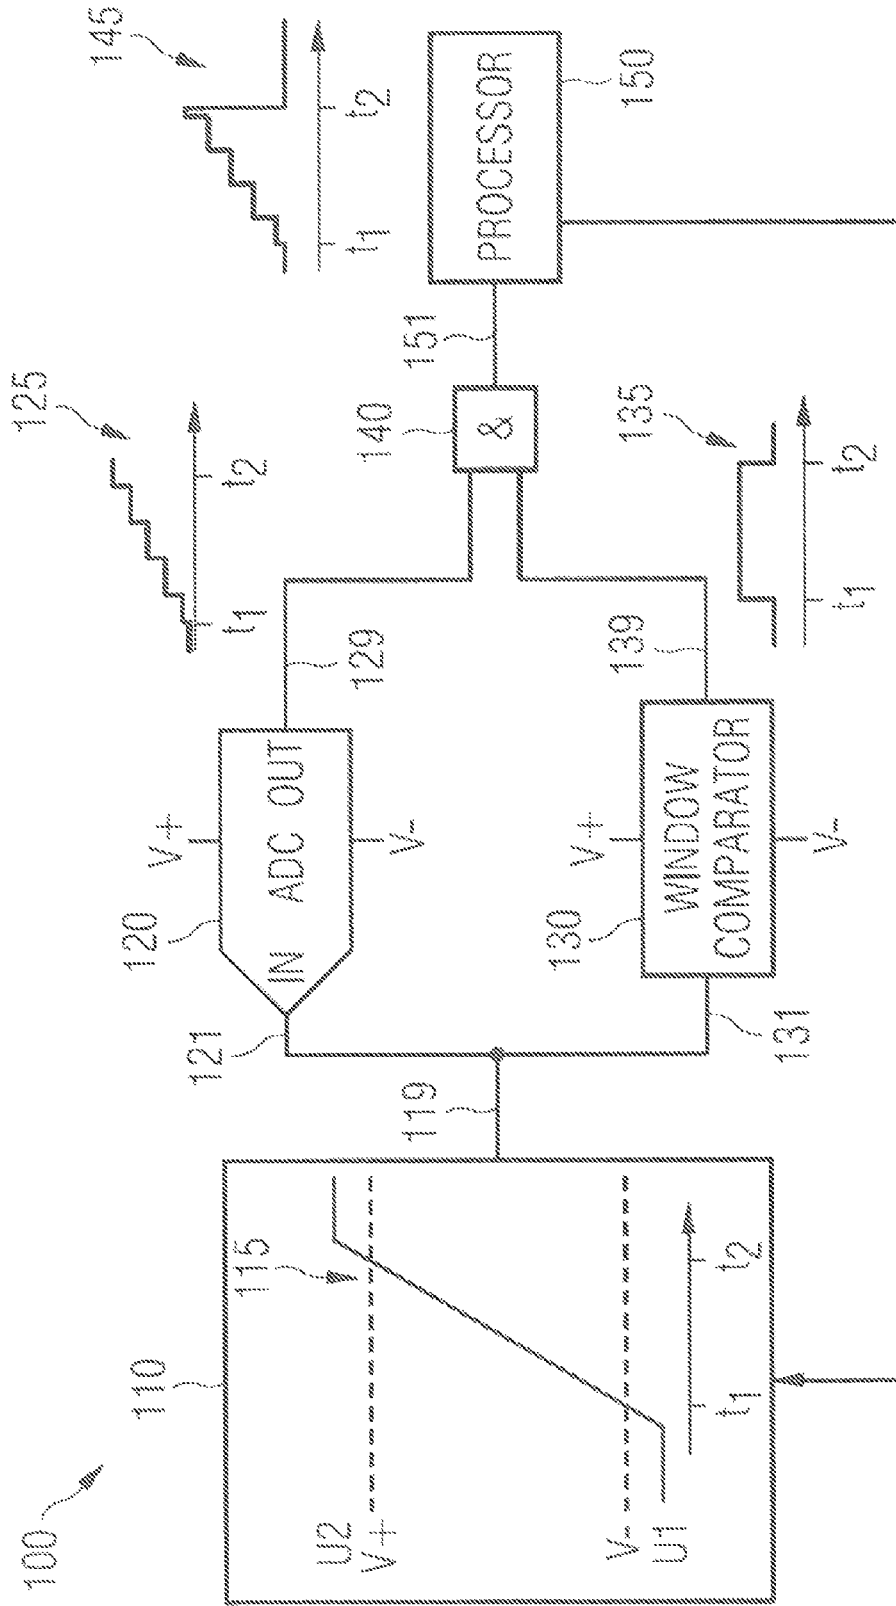 100
110
U2
V+
V-
U1
115
t1
t2
119
121
131
120
IN ADC OUT
V+
V-
130
WINDOW
COMPARATOR
V+
V-
129
139
125
t1
t2
135
t1
t2
140
&
151
145
t1
t2
PROCESSOR
150